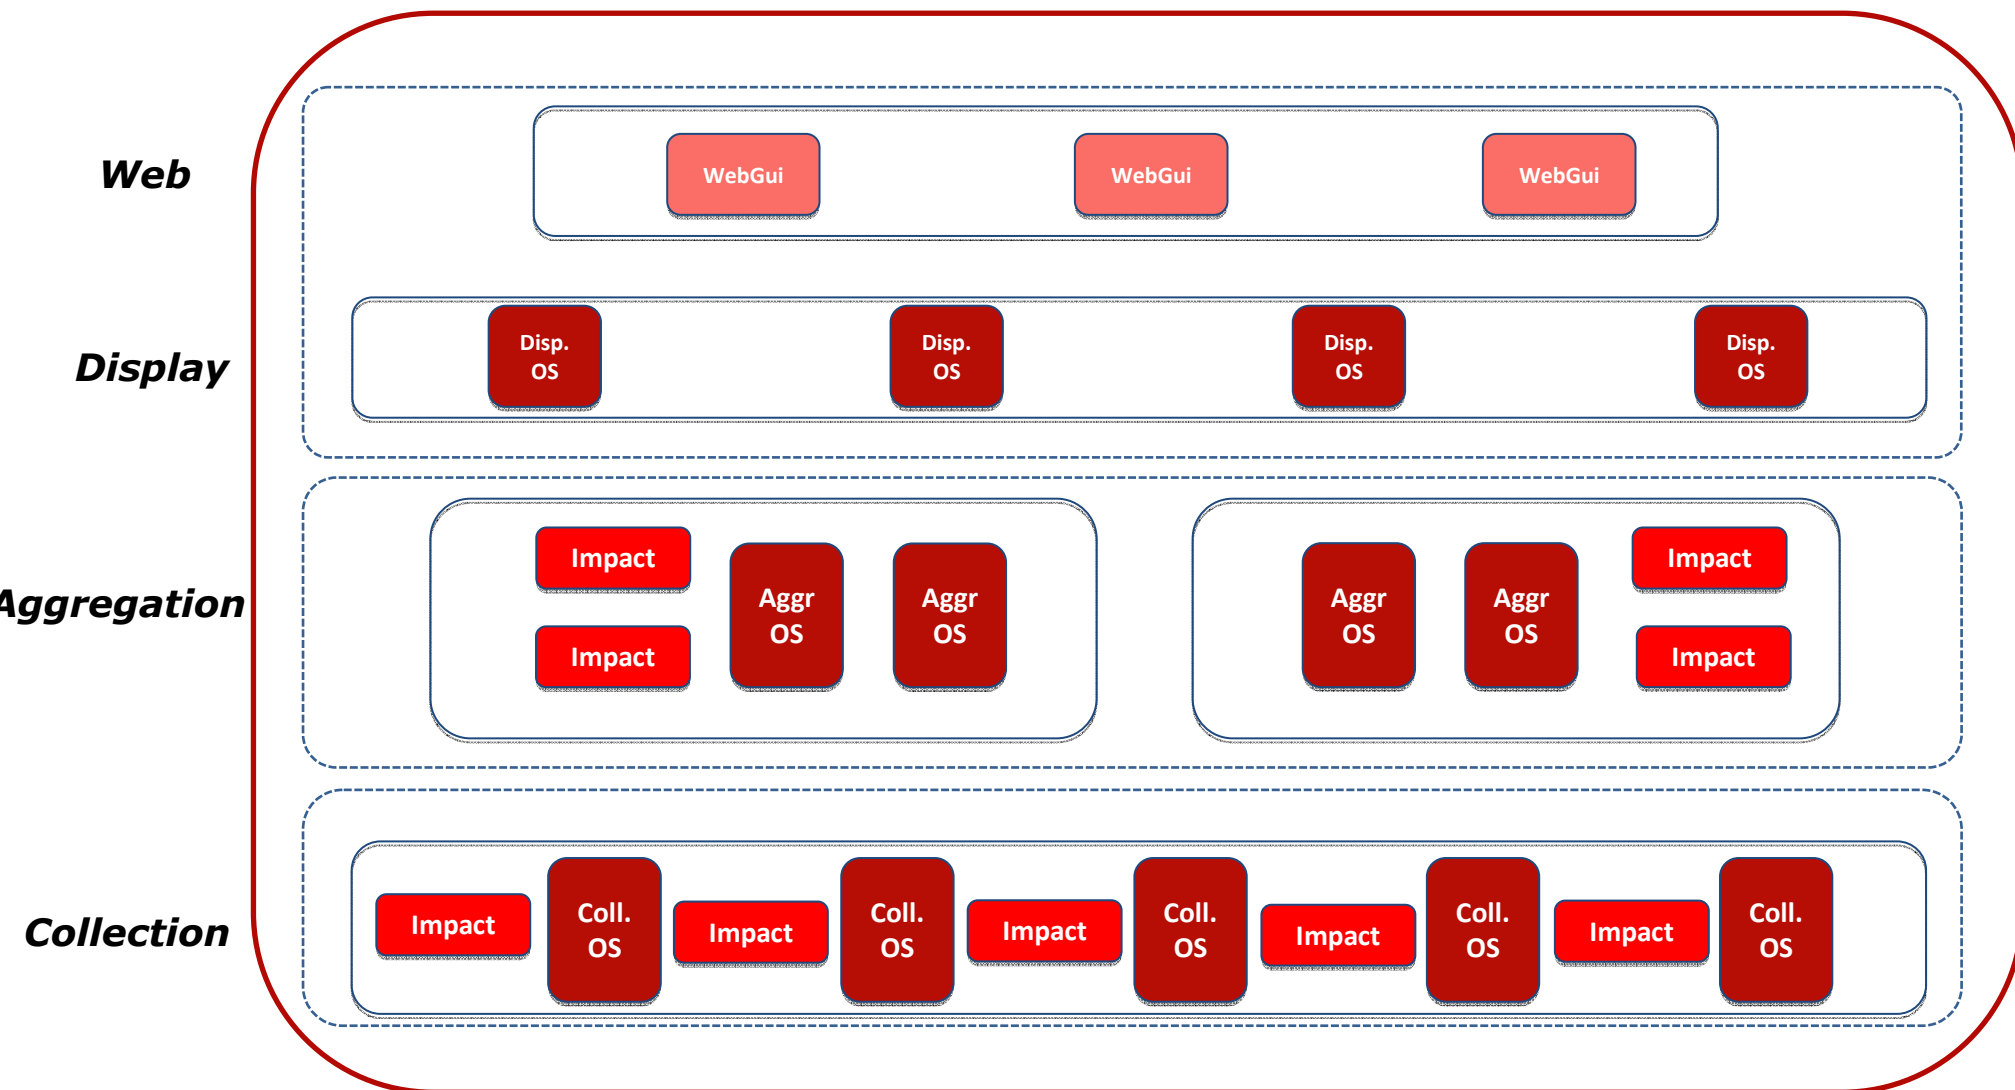 Web
WebGui WebGui WebGui
Display
Disp. Disp. Disp. Disp.
OS OS OS OS
Aggregation
Impact Impact
Aggr Aggr Aggr Aggr
OS OS OS OS
Impact Impact
Collection
Impact Impact Impact Impact Impact
Coll. Coll. Coll. Coll. Coll.
OS OS OS OS OS